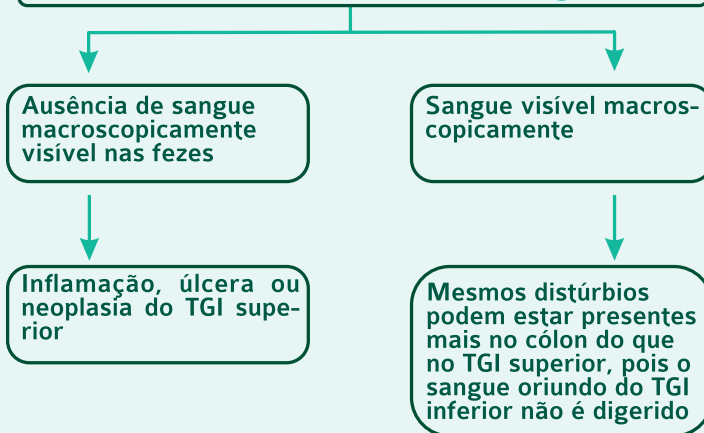 Ausência de sangue
macroscopicamente
visível nas fezes
Sangue visível macros-
copicamente
Inflamação, úlcera ou
neoplasia do TGI supe-
rior
Mesmos distúrbios
podem estar presentes
mais no cólon do que
no TGI superior, pois o
sangue oriundo do TGI
inferior não é digerido